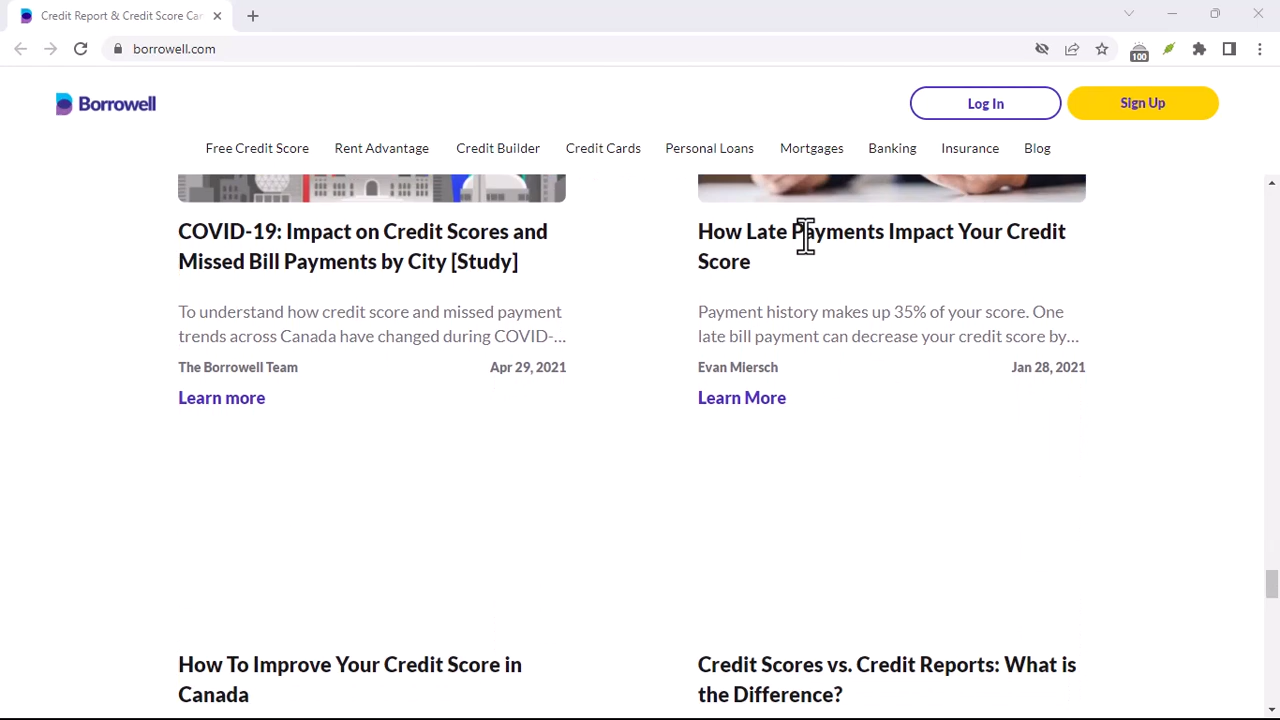 Credit Report & Credit Score Car
borrowell.com
100
Borrowell
Log In
Sign Up
Free Credit Score
Rent Advantage
Credit Builder
Credit Cards
Personal Loans
Mortgages
Banking
Insurance
Blog
COVID-19: Impact on Credit Scores and
Missed Bill Payments by City [Study]
To understand how credit score and missed payment
trends across Canada have changed during COVID-...
The Borrowell Team
Apr 29, 2021
Learn more
How Late Payments Impact Your Credit
Score
Payment history makes up 35% of your score. One
late bill payment can decrease your credit score by...
Evan Miersch
Jan 28, 2021
Learn More
How To Improve Your Credit Score in
Canada
Credit Scores vs. Credit Reports: What is
the Difference?